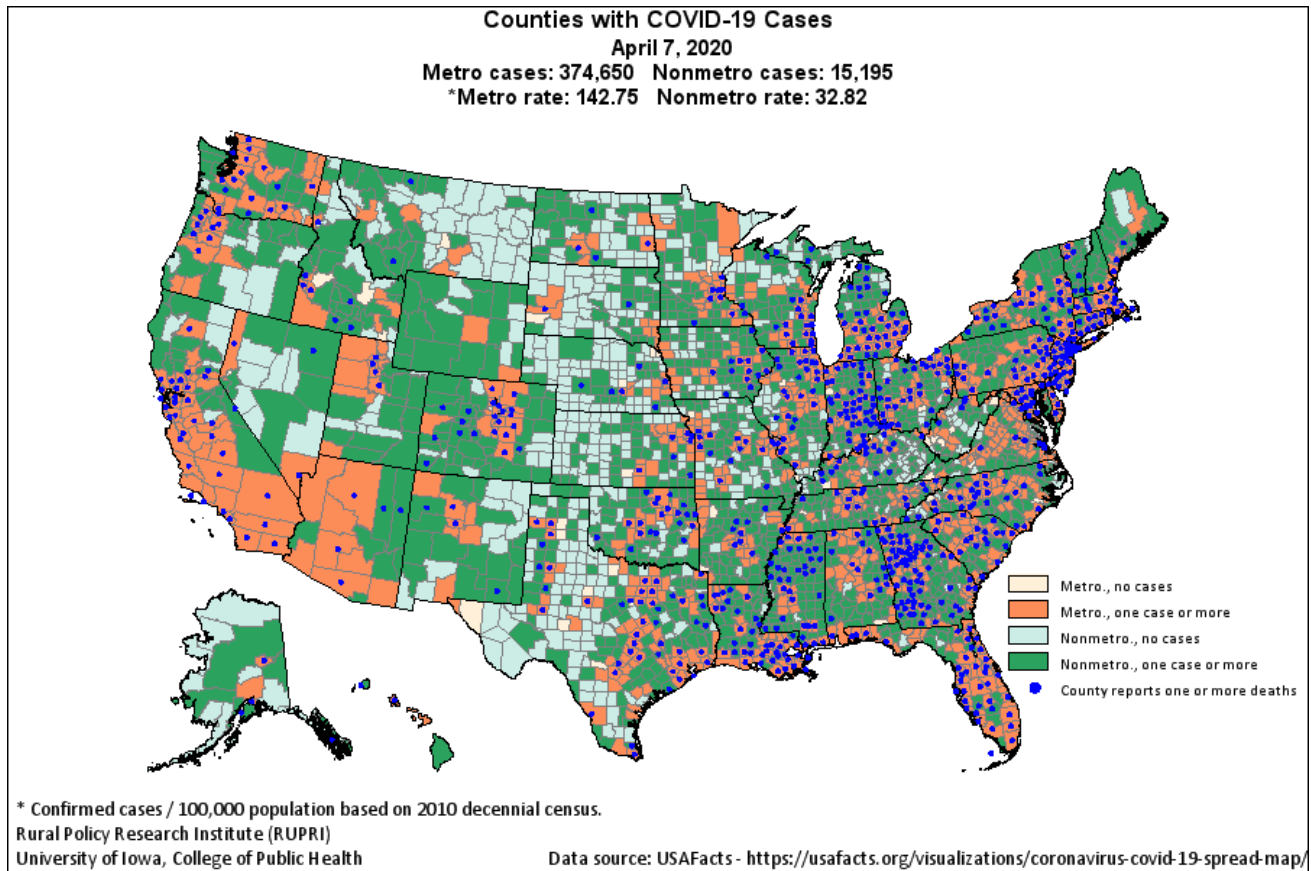 Counties with COVID-19 Cases
April 7, 2020
Metro cases: 374,650 Nonmetro cases: 15,195
*Metro rate: 142.75 Nonmetro rate: 32.82
Metro., no cases
Metro., one case or more
Nonmetro., no cases
Nonmetro., one case or more
County reports one or more deaths
* Confirmed cases / 100,000 population based on 2010 decennial census.
Rural Policy Research Institute (RUPRI)
University of Iowa, College of Public Health
Data source: USAFacts - https://usafacts.org/visualizations/coronavirus-covid-19-spread-map/